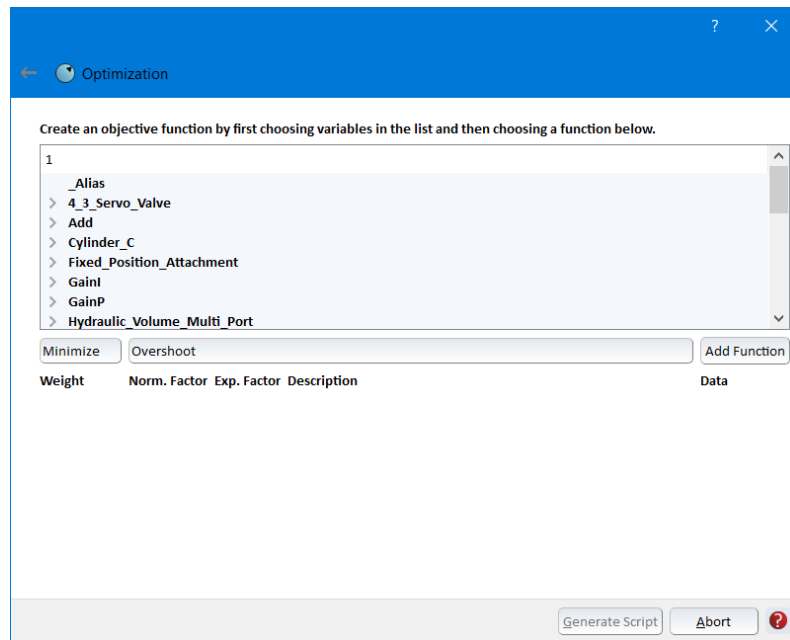 ?
Optimization
Create an objective function by first choosing variables in the list and then choosing a function below.
1
_Alias
4_3_Servo_Valve
Add
Cylinder_C
Fixed_Position_Attachment
GainI
GainP
Hydraulic_Volume_Multi_Port
Minimize Overshoot Add Function
Weight Norm. Factor Exp. Factor Description Data
Generate Script Abort ?